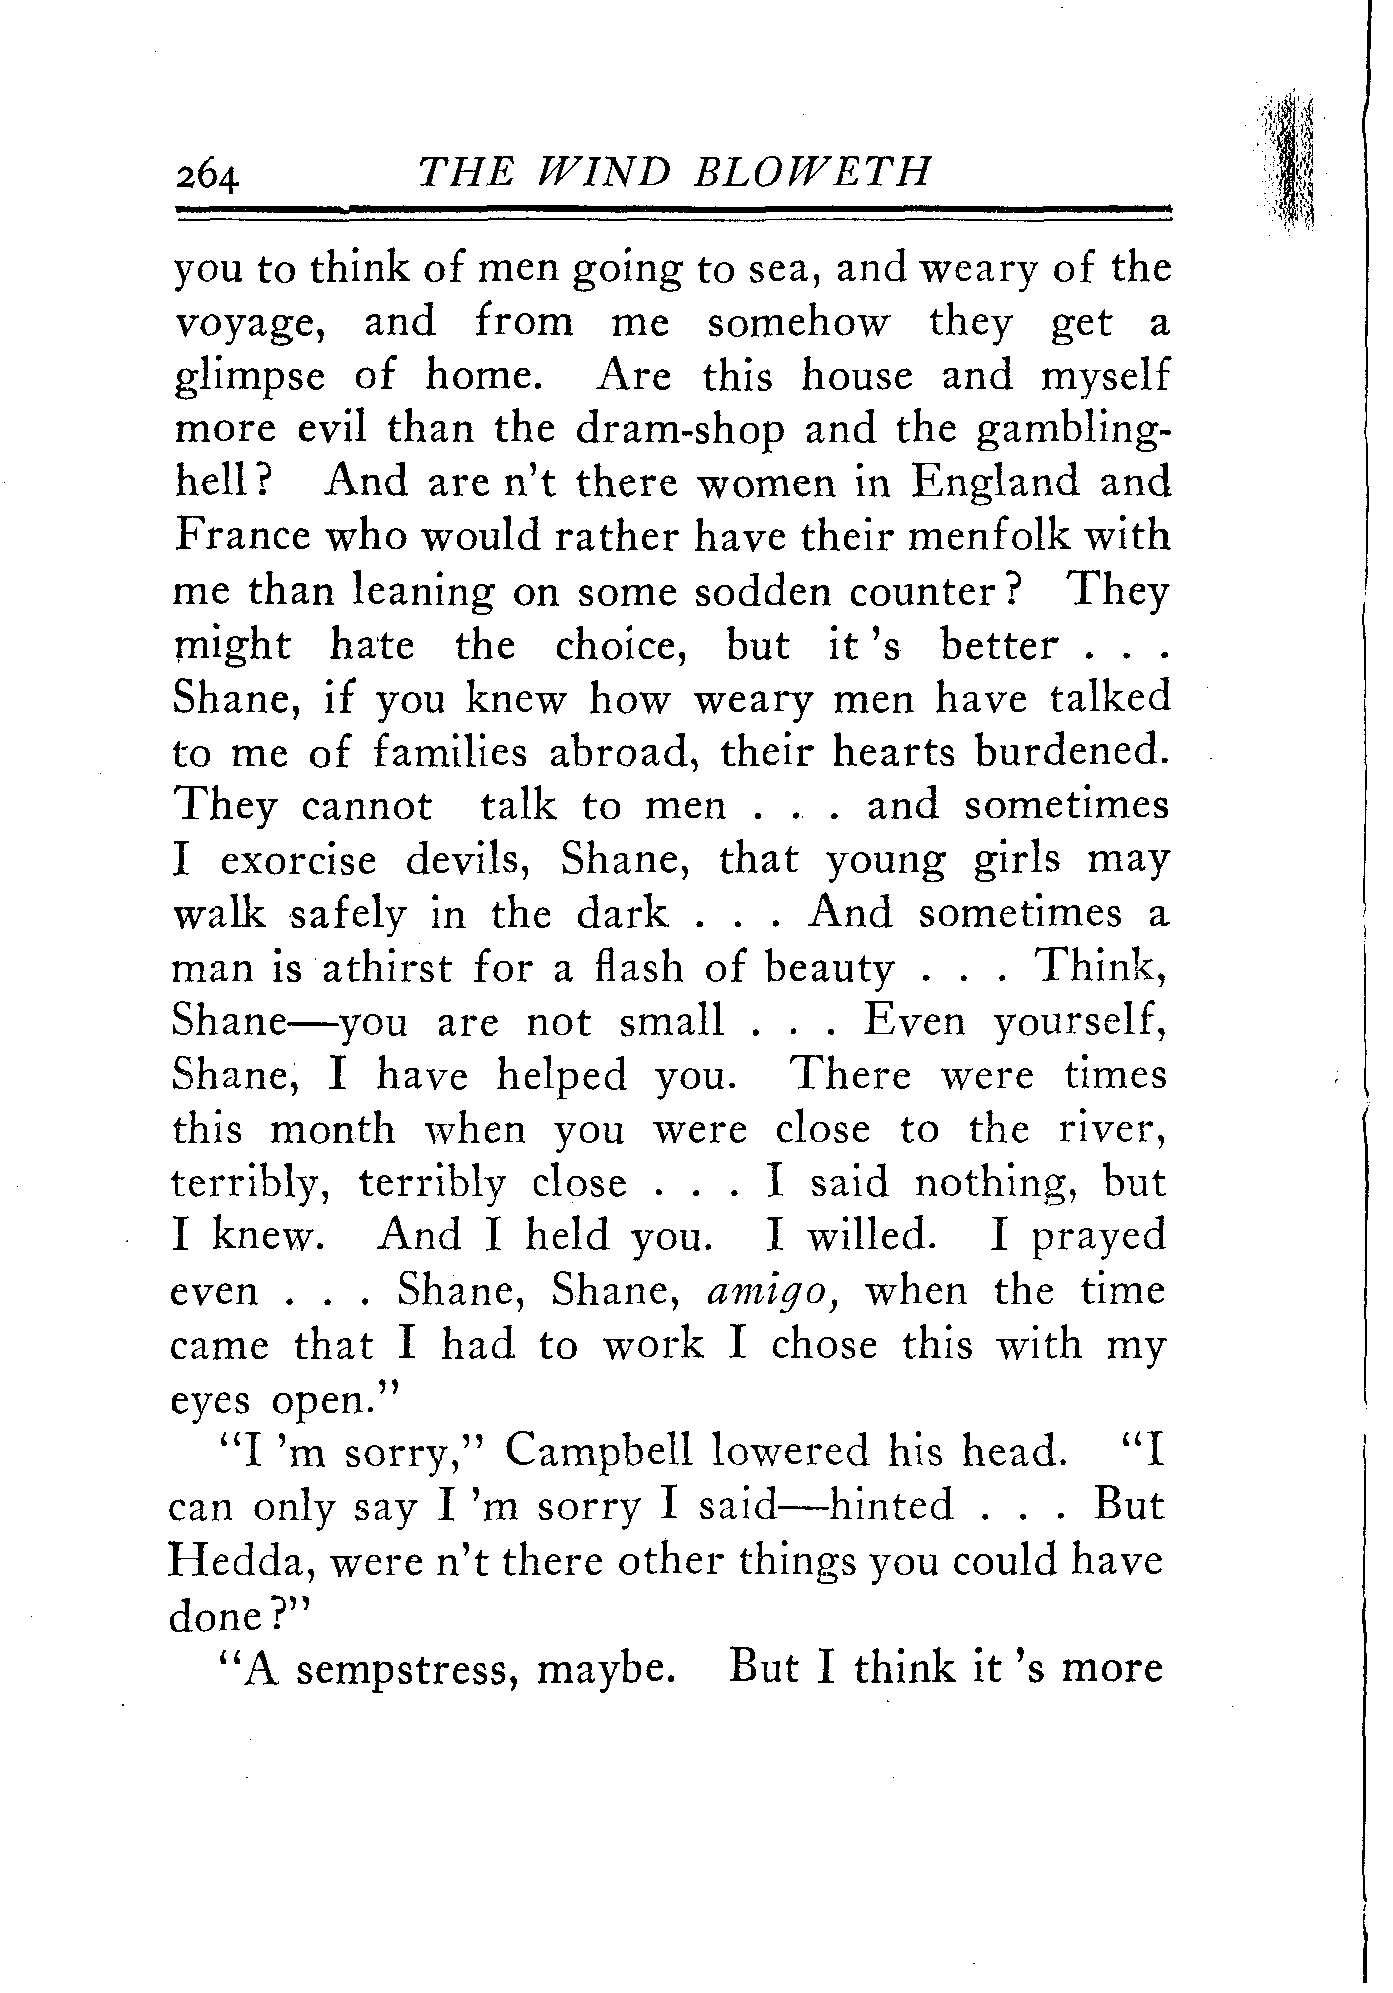 264 THE WIND BLOWETH
you to think of men going to sea, and weary of the
voyage, and from me somehow they get a
glimpse of home. Are this house and myself
more evil than the dram-shop and the gambling-
hell? And are n't there women in England and
France who would rather have their menfolk with
me than leaning on some sodden counter? They
might hate the choice, but it 's better . . .
Shane, if you knew how weary men have talked
to me of families abroad, their hearts burdened.
They cannot talk to men . . . and sometimes
I exorcise devils, Shane, that young girls may
walk safely in the dark . . . And sometimes a
man is athirst for a flash of beauty . . . Think,
Shane—you are not small . . . Even yourself,
Shane, I have helped you. There were times
this month when you were close to the river,
terribly, terribly close . . . I said nothing, but
I knew. And I held you. I willed. I prayed
even . . . Shane, Shane, amigo, when the time
came that I had to work I chose this with my
eyes open."
"I 'm sorry," Campbell lowered his head. "I
can only say I 'm sorry I said—hinted . . . But
Hedda, were n't there other things you could have
done?"
"A sempstress, maybe. But I think it 's more